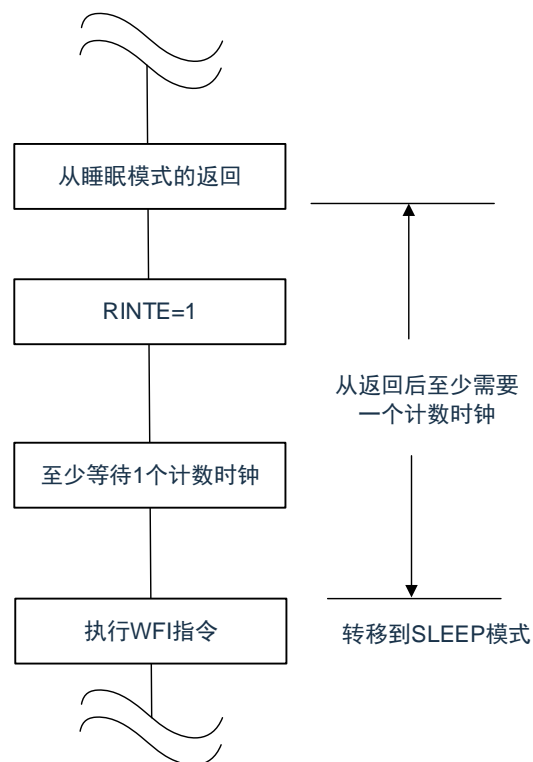 从睡眠模式的返回
RINTE=1
从返回后至少需要
一个计数时钟
至少等待1个计数时钟
执行WFI指令
转移到SLEEP模式